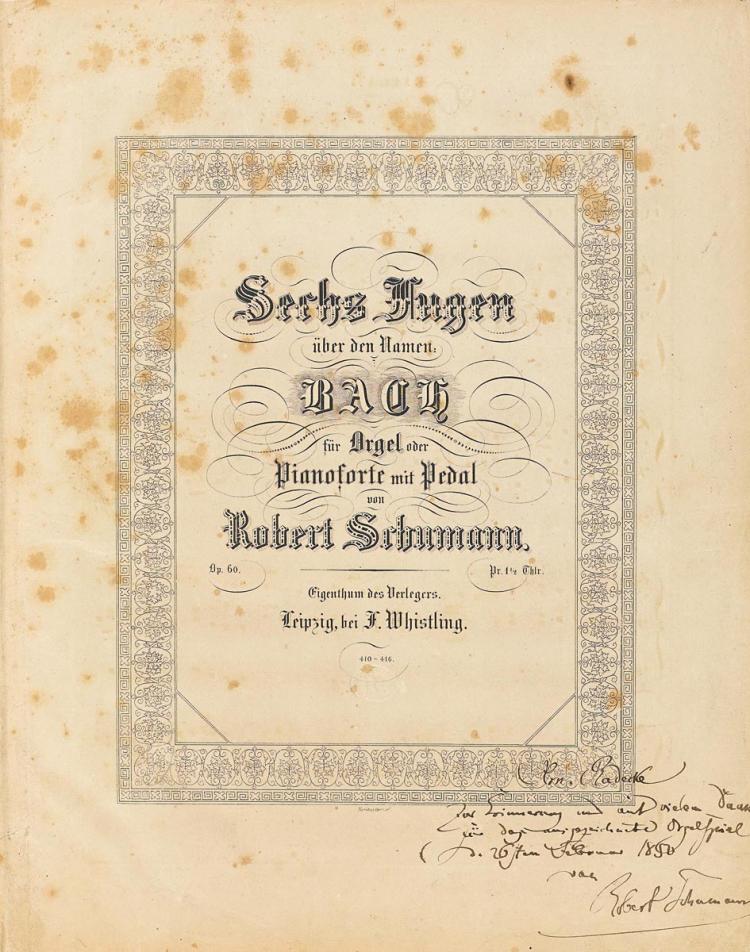 Sechs Fugen
über den Namen:
BACH
für Orgel oder
Pianoforte mit Pedal
von
Robert Schumann.
Op. 60.
Pr. 1½ Thlr.
Eigenthum des Verlegers.
Leipzig, bei F. Whistling.
410 - 416.
Hrn. Radecke
zur Erinnerung und mit vielem Dank
für das ausgezeichnete Orgelspiel
(d. 26sten Februar 1850
von
Robert Schumann